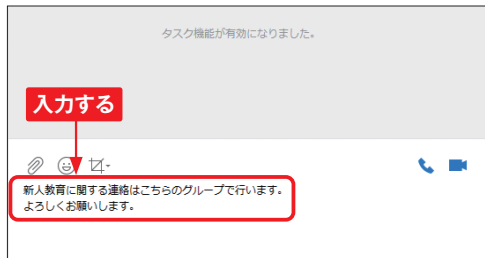 タスク機能が有効になりました。
入力する
新人教育に関する連絡はこちらのグループで行います。
よろしくお願いします。